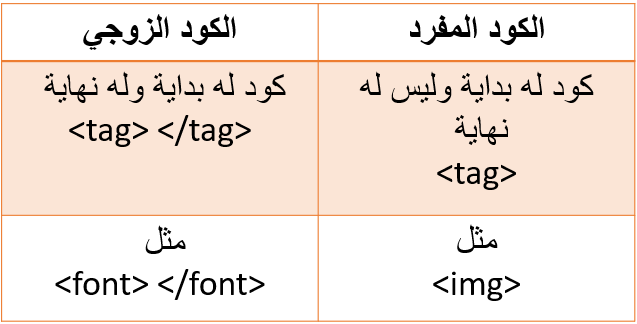 الكود المفرد
الكود الزوجي
كود له بداية وليس له
نهاية
<tag>
كود له بداية وله نهاية
<tag> </tag>
مثل
<img>
مثل
<font> </font>